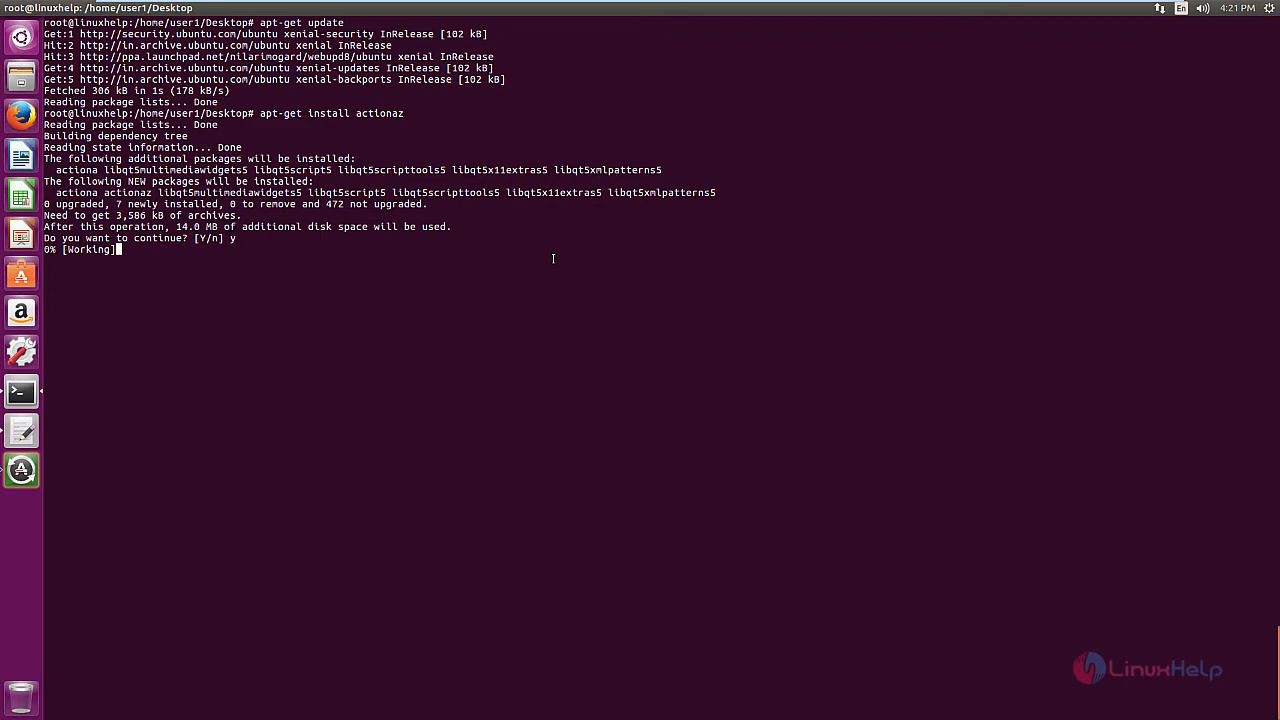 root@linuxhelp: /home/user1/Desktop
En
4:21 PM
root@linuxhelp:/home/user1/Desktop# apt-get update
Get:1 http://security.ubuntu.com/ubuntu xenial-security InRelease [102 kB]
Hit:2 http://in.archive.ubuntu.com/ubuntu xenial InRelease
Hit:3 http://ppa.launchpad.net/nilarimogard/webupd8/ubuntu xenial InRelease
Get:4 http://in.archive.ubuntu.com/ubuntu xenial-updates InRelease [102 kB]
Get:5 http://in.archive.ubuntu.com/ubuntu xenial-backports InRelease [102 kB]
Fetched 306 kB in 1s (178 kB/s)
Reading package lists... Done
root@linuxhelp:/home/user1/Desktop# apt-get install actionaz
Reading package lists... Done
Building dependency tree
Reading state information... Done
The following additional packages will be installed:
actiona libqt5multimediawidgets5 libqt5script5 libqt5scripttools5 libqt5x11extras5 libqt5xmlpatterns5
The following NEW packages will be installed:
actiona actionaz libqt5multimediawidgets5 libqt5script5 libqt5scripttools5 libqt5x11extras5 libqt5xmlpatterns5
0 upgraded, 7 newly installed, 0 to remove and 472 not upgraded.
Need to get 3,586 kB of archives.
After this operation, 14.0 MB of additional disk space will be used.
Do you want to continue? [Y/n] y
0% [Working]
LinuxHelp